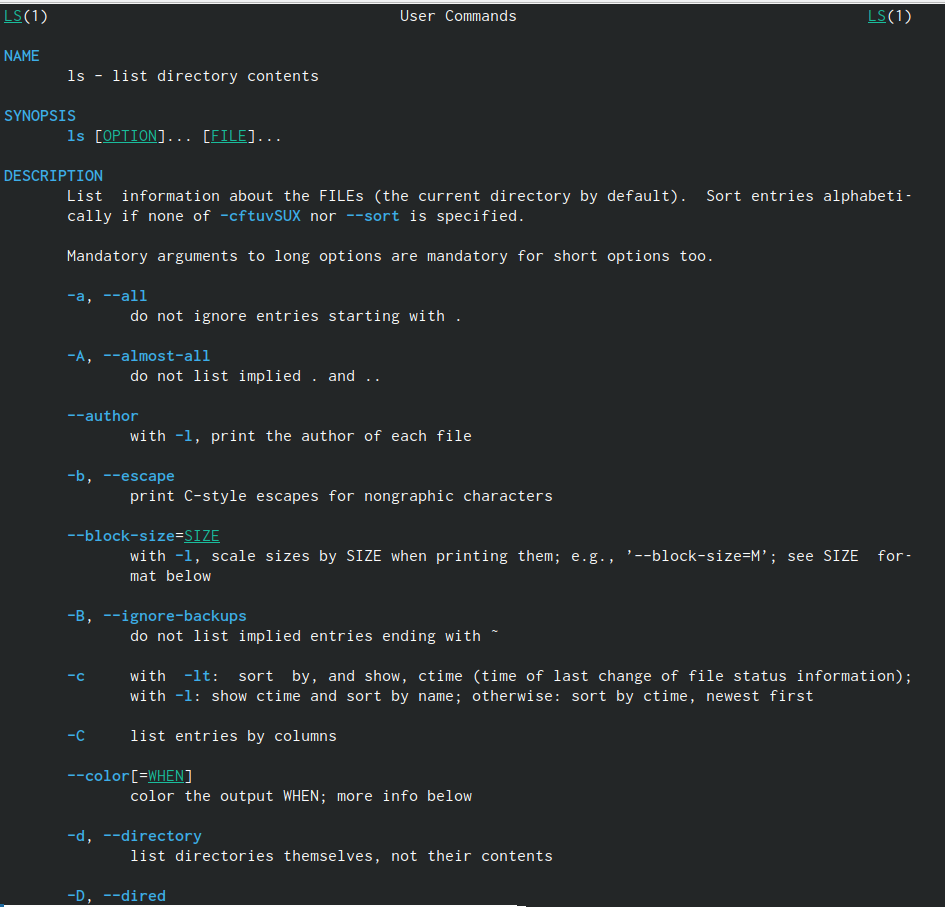 LS(1) User Commands LS(1)
NAME
ls - list directory contents
SYNOPSIS
ls [OPTION]... [FILE]...
DESCRIPTION
List information about the FILEs (the current directory by default). Sort entries alphabeti-
cally if none of -cftuvSUX nor --sort is specified.
Mandatory arguments to long options are mandatory for short options too.
-a, --all
do not ignore entries starting with .
-A, --almost-all
do not list implied . and ..
--author
with -l, print the author of each file
-b, --escape
print C-style escapes for nongraphic characters
--block-size=SIZE
with -l, scale sizes by SIZE when printing them; e.g., ’--block-size=M’; see SIZE for-
mat below
-B, --ignore-backups
do not list implied entries ending with ~
-c with -lt: sort by, and show, ctime (time of last change of file status information);
with -l: show ctime and sort by name; otherwise: sort by ctime, newest first
-C list entries by columns
--color[=WHEN]
color the output WHEN; more info below
-d, --directory
list directories themselves, not their contents
-D, --dired